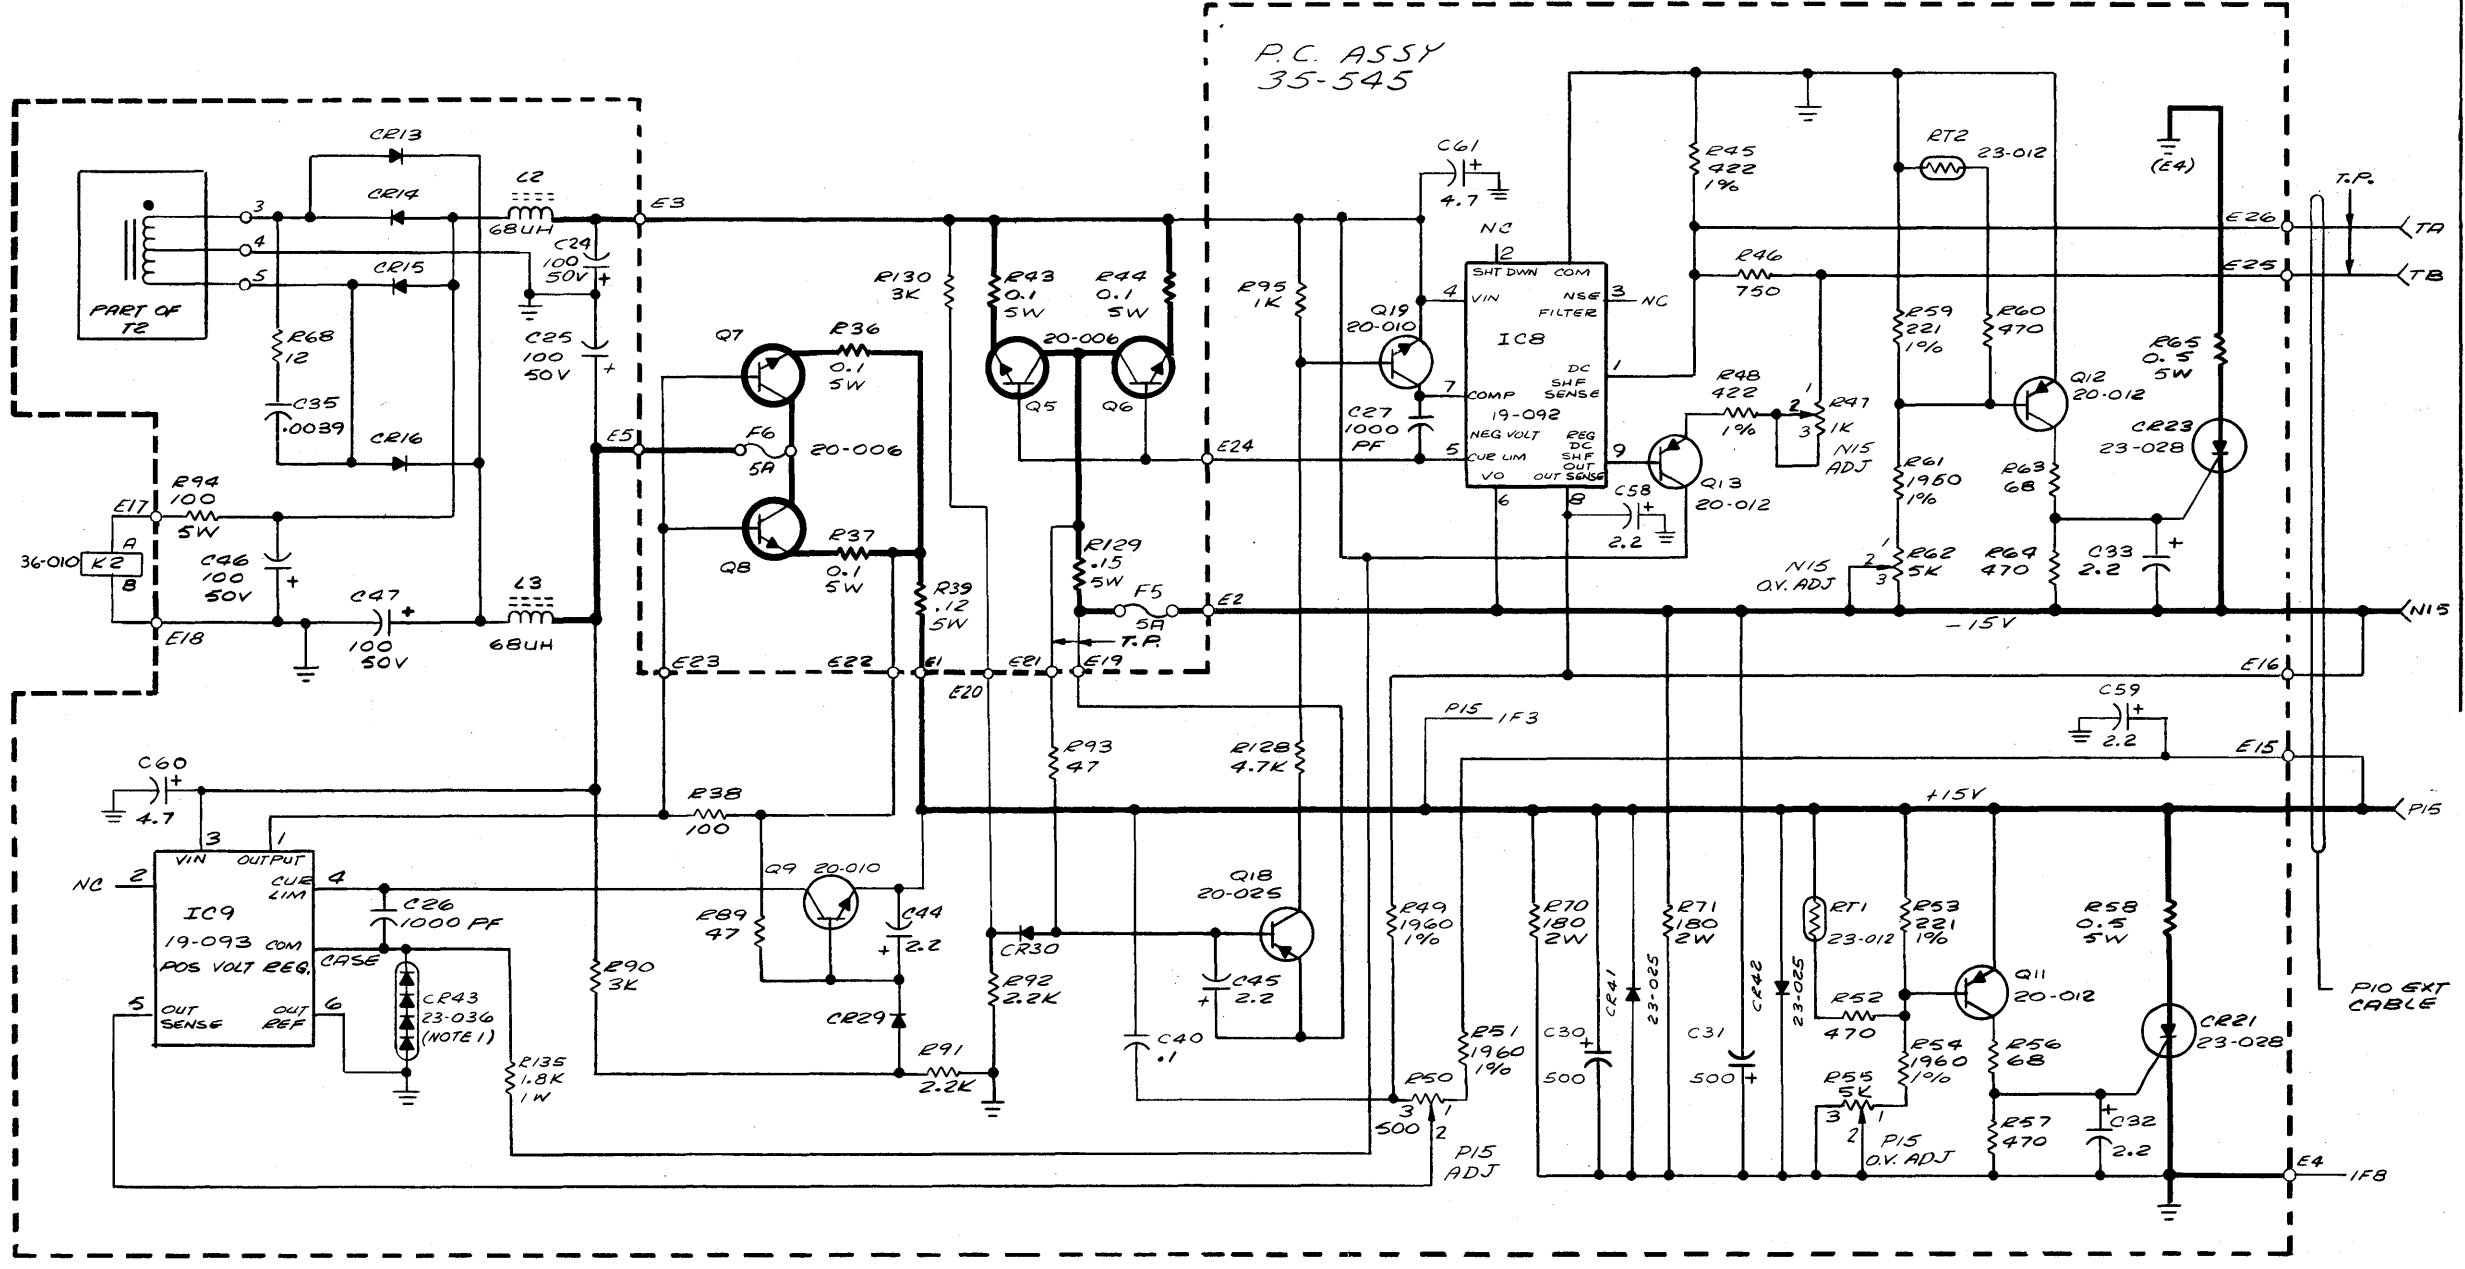 P.C. ASSY
35-545
CR13
3
CR14
4
CR15
5
PART OF
T2
R68
12
C35
.0039
CR16
L2
68UH
C24
100
50V
+
C25
100
50V
+
E3
E5
E17
R94
100
5W
36-010
K2
A
B
C46
100
50V
+
C47
+
100
50V
E18
L3
68UH
Q7
R36
0.1
5W
F6
5A
20-006
Q8
R37
0.1
5W
R39
.12
5W
R130
3K
R43
0.1
5W
R44
0.1
5W
20-006
Q5
Q6
E24
R129
.15
5W
F5
5A
E2
T.P.
E23
E22
E1
E20
E21
E19
C61
+
4.7
NC
2
R95
1K
Q19
20-010
C27
1000
PF
SHT DWN
COM
4
VIN
NSE
FILTER
3
NC
IC8
DC
SHF
SENSE
1
7
COMP
19-092
NEG VOLT
REG
5
CUR LIM
DC
SHF
OUT
9
VO
OUT SENSE
6
8
C58
+
2.2
R45
422
1%
R46
750
R48
422
1%
1
2
3
R47
1K
N15
ADJ
Q13
20-012
RT2
23-012
R59
221
1%
R60
470
Q12
20-012
R61
1950
1%
R63
68
R62
5K
1
2
3
N15
O.V. ADJ
R64
470
C33
2.2
+
(E4)
R65
0.5
5W
CR23
23-028
T.P.
E26
TA
E25
TB
N15
-15V
E16
C59
+
2.2
E15
P15
1F3
+15V
P15
C60
+
4.7
3
1
VIN
OUTPUT
NC
2
CUR
LIM
4
IC9
19-093
COM
POS VOLT REG.
CASE
5
OUT
SENSE
OUT
REF
6
C26
1000 PF
CR43
23-036
(NOTE 1)
R135
1.8K
1W
R38
100
R89
47
Q9
20-010
C44
2.2
+
R90
3K
CR29
R91
2.2K
R93
47
CR30
R92
2.2K
R128
4.7K
Q18
20-025
C45
2.2
+
C40
.1
R49
1960
1%
R51
1960
1%
R50
3
1
500
2
P15
ADJ
R70
180
2W
C30
+
500
CR41
23-025
R71
180
2W
C31
500
+
CR42
23-025
RT1
23-012
R53
221
1%
R52
470
R54
1960
1%
R55
5K
3
1
2
P15
O.V. ADJ
Q11
20-012
R56
68
R57
470
C32
2.2
+
R58
0.5
5W
CR21
23-028
P10 EXT
CABLE
E4
1F8